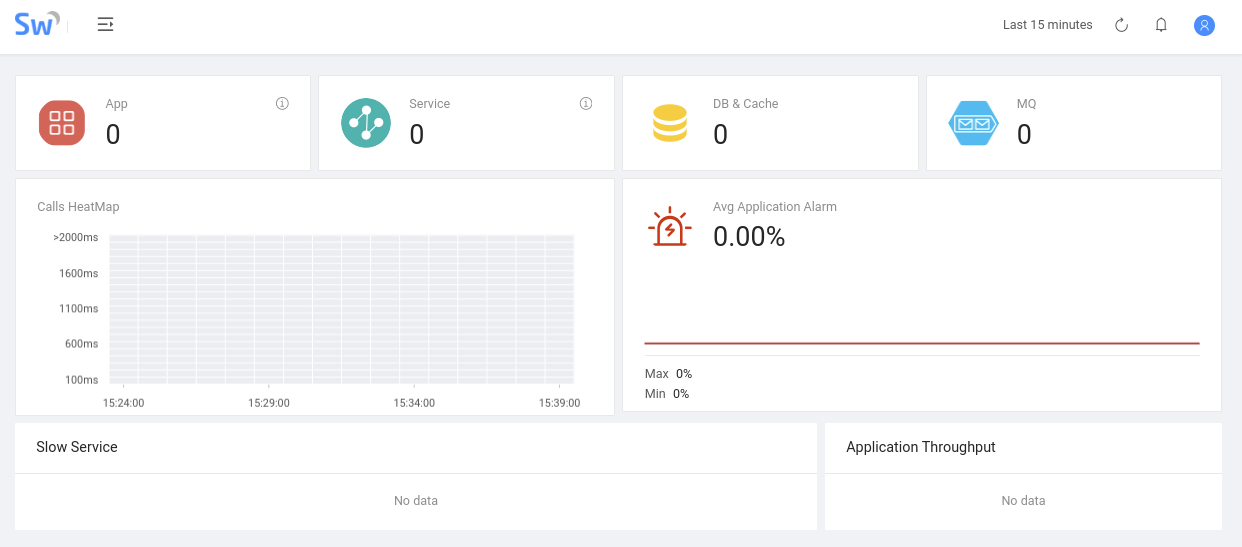 Sw
Last 15 minutes
App
0
Service
0
DB & Cache
0
MQ
0
Calls HeatMap
>2000ms
1600ms
1100ms
600ms
100ms
15:24:00 15:29:00 15:34:00 15:39:00
Avg Application Alarm
0.00%
Max 0%
Min 0%
Slow Service
No data
Application Throughput
No data